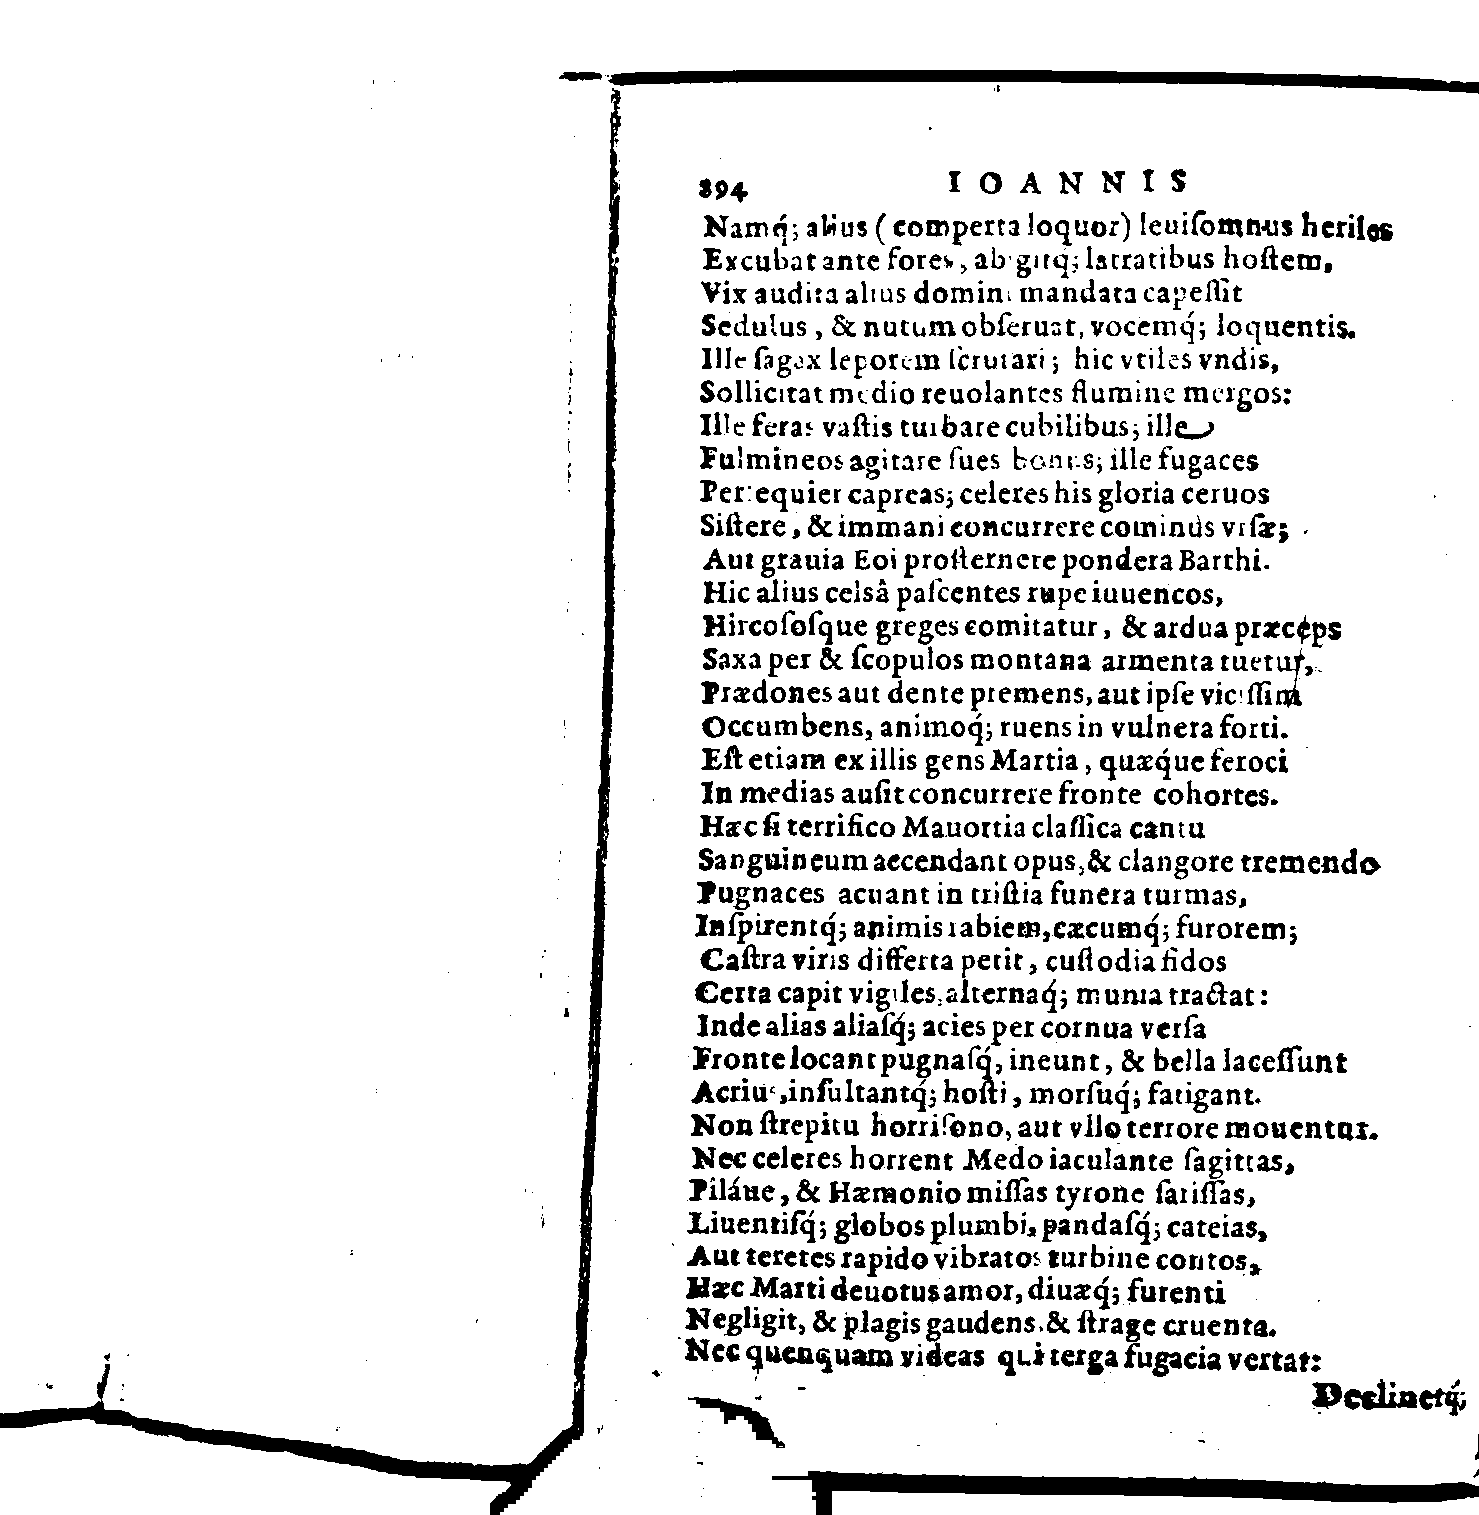 394 IOANNIS
Namq́; alius ( comperta loquor) leuiſomnus heriles
Excubat ante fores, abigitq́; latratibus hoſtem,
Vix audita alius domini mandata capeſſit
Sedulus, & nutum obſeruat, vocemq́; loquentis.
Ille ſagax leporem ſcrutari; hic vtiles vndis,
Sollicitat medio reuolantes flumine mergos:
Ille feras vaſtis turbare cubilibus; ille
Fulmineos agitare ſues ; ille fugaces
Perſequier capreas; celeres his gloria ceruos
Siſtere, & immani concurrere cominùs vrſæ;
Aut grauia Eoi proſternere pondera Barrhi.
Hic alius celsâ paſcentes rupe iuuencos,
Hircoſoſque greges comitatur, & ardua præceps
Saxa per & ſcopulos montana armenta tuetur,
Prædones aut dente premens, aut ipſe viciſſim
Occumbens, animoq́; ruens in vulnera forti.
Eſt etiam ex illis gens Martia, quæq́ue feroci
In medias auſit concurrere fronte cohortes.
Hæc ſi terrifico Mauortia claſſica cantu
Sanguineum accendant opus, & clangore tremendo
Pugnaces acuant in triſtia funera turmas,
Inſpirentq́; animis rabiem, cæcumq́; furorem;
Caſtra viris differta petit, cuſtodia fidos
Certa capit vigiles, alternaq́; munia tractat:
Inde alias aliaſq́; acies per cornua verſa
Fronte locant pugnaſq́, ineunt, & bella laceſſunt
Acrius, inſultantq́; hoſti, morſuq́; fatigant.
Non ſtrepitu horriſono, aut vllo terrore mouentur.
Nec celeres horrent Medo iaculante ſagittas,
Piláue, & Hæmonio miſſas tyrone ſariſſas,
Liuentiſq́; globos plumbi, pandaſq́; cateias,
Aut teretes rapido vibratos turbine contos,
Hæc Marti deuotus amor, diuæq́; furenti
Negligit, & plagis gaudens, & ſtrage cruenta.
Nec quenquam videas qui terga fugacia vertat:
Declinetq́;